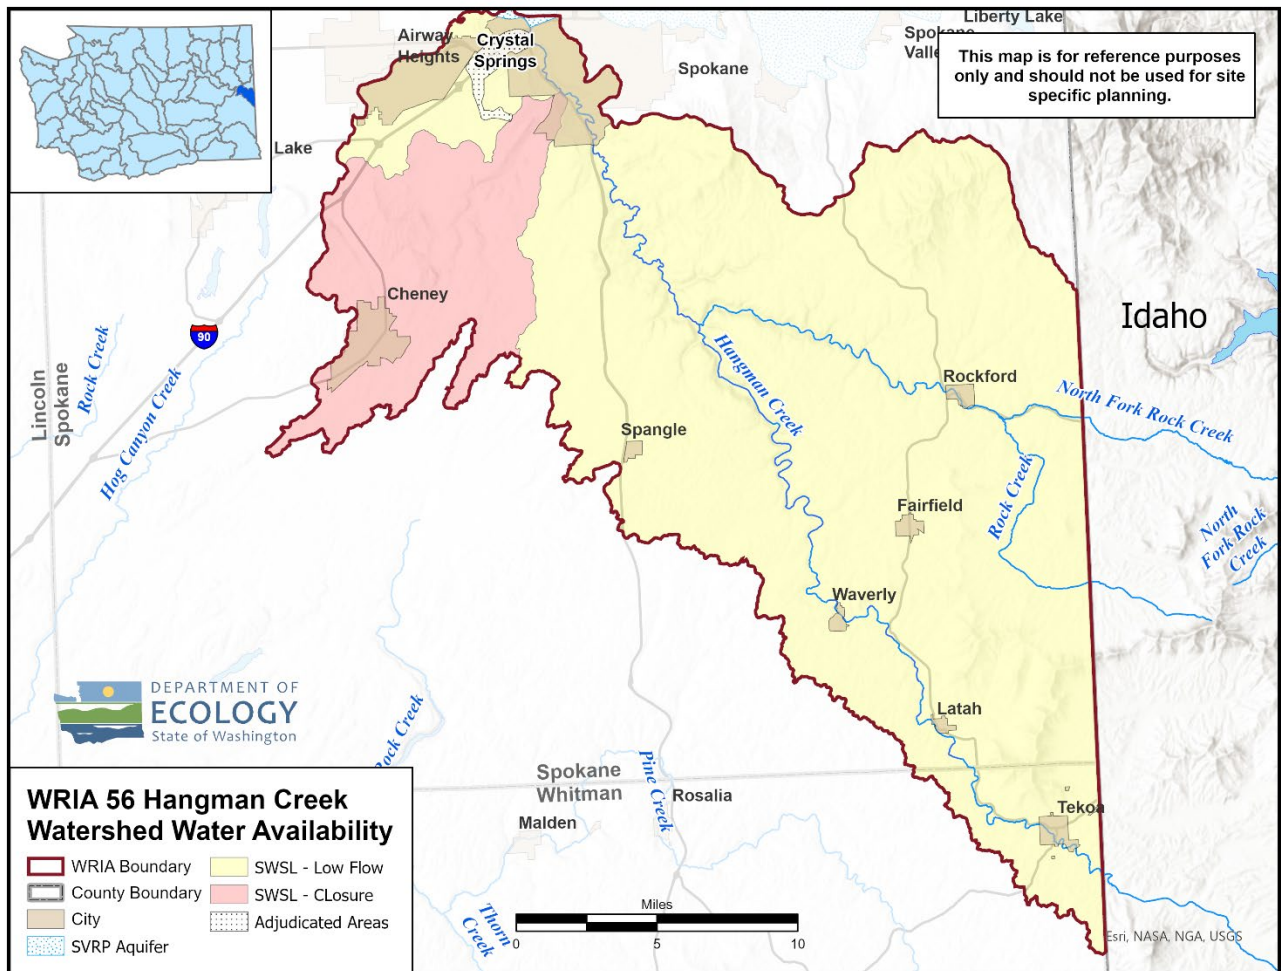 Liberty Lake
Airway
Heights
Crystal
Springs
Spokane
Valley
Spokane
This map is for reference purposes
only and should not be used for site
specific planning.
Lake
Cheney
Idaho
90
Rock Creek
Hog Canyon Creek
Lincoln
Spokane
Hangman Creek
Rockford
North Fork Rock Creek
Spangle
Rock Creek
Fairfield
North
Fork Rock
Creek
Waverly
DEPARTMENT OF
ECOLOGY
State of Washington
Latah
Rock Creek
Pine Creek
Spokane
Whitman
Rosalia
Malden
Tekoa
Thorn
Creek
WRIA 56 Hangman Creek
Watershed Water Availability
WRIA Boundary
County Boundary
City
SVRP Aquifer
SWSL - Low Flow
SWSL - CLosure
Adjudicated Areas
Miles
0 5 10
Esri, NASA, NGA, USGS